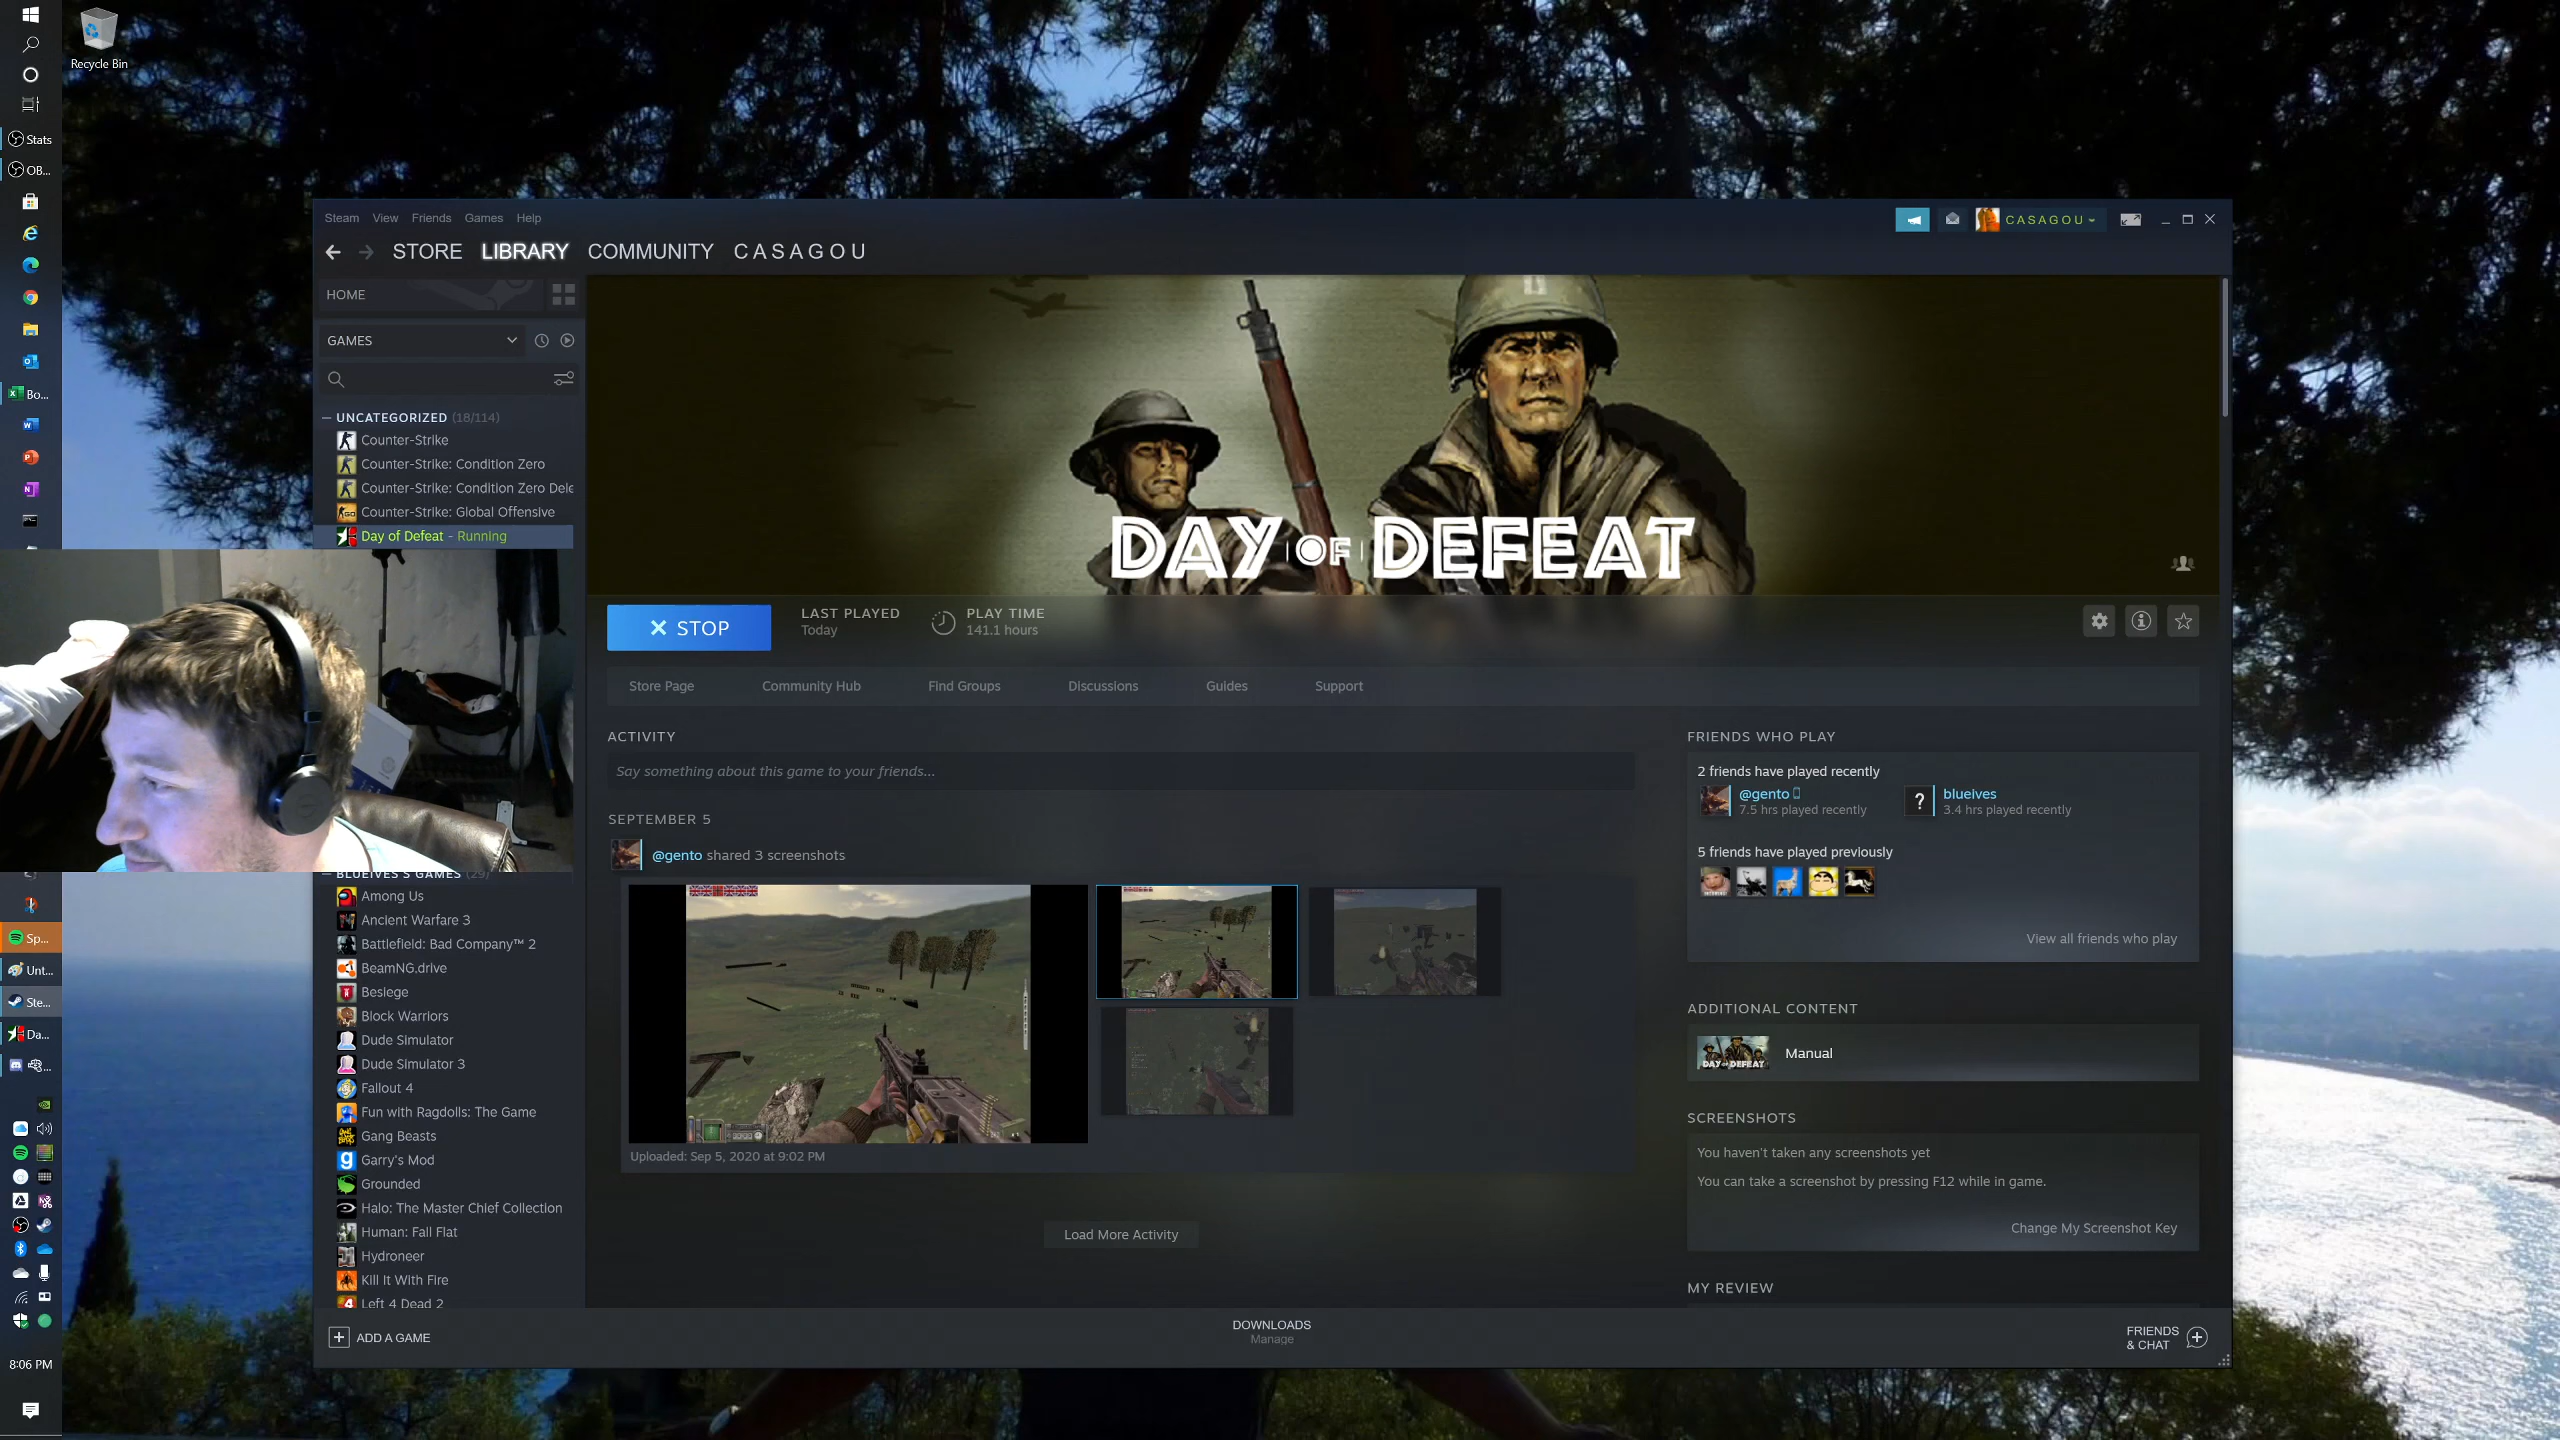 Recycle Bin
Stats
OB...
Bo...
Sp...
Unt...
Ste...
Da...
8:06 PM
Steam View Friends Games Help
CASAGOU
STORE LIBRARY COMMUNITY CASAGOU
HOME
GAMES
UNCATEGORIZED (18/114)
Counter-Strike
Counter-Strike: Condition Zero
Counter-Strike: Condition Zero Dele
Counter-Strike: Global Offensive
Day of Defeat - Running
BLUEIVES'S GAMES (29)
Among Us
Ancient Warfare 3
Battlefield: Bad Company™ 2
BeamNG.drive
Besiege
Block Warriors
Dude Simulator
Dude Simulator 3
Fallout 4
Fun with Ragdolls: The Game
Gang Beasts
Garry's Mod
Grounded
Halo: The Master Chief Collection
Human: Fall Flat
Hydroneer
Kill It With Fire
Left 4 Dead 2
ADD A GAME
DAY OF DEFEAT
STOP
LAST PLAYED
Today
PLAY TIME
141.1 hours
Store Page Community Hub Find Groups Discussions Guides Support
ACTIVITY
Say something about this game to your friends...
SEPTEMBER 5
@gento shared 3 screenshots
Uploaded: Sep 5, 2020 at 9:02 PM
Load More Activity
FRIENDS WHO PLAY
2 friends have played recently
@gento
7.5 hrs played recently
blueives
3.4 hrs played recently
5 friends have played previously
View all friends who play
ADDITIONAL CONTENT
DAY OF DEFEAT
Manual
SCREENSHOTS
You haven't taken any screenshots yet
You can take a screenshot by pressing F12 while in game.
Change My Screenshot Key
MY REVIEW
DOWNLOADS
Manage
FRIENDS
& CHAT